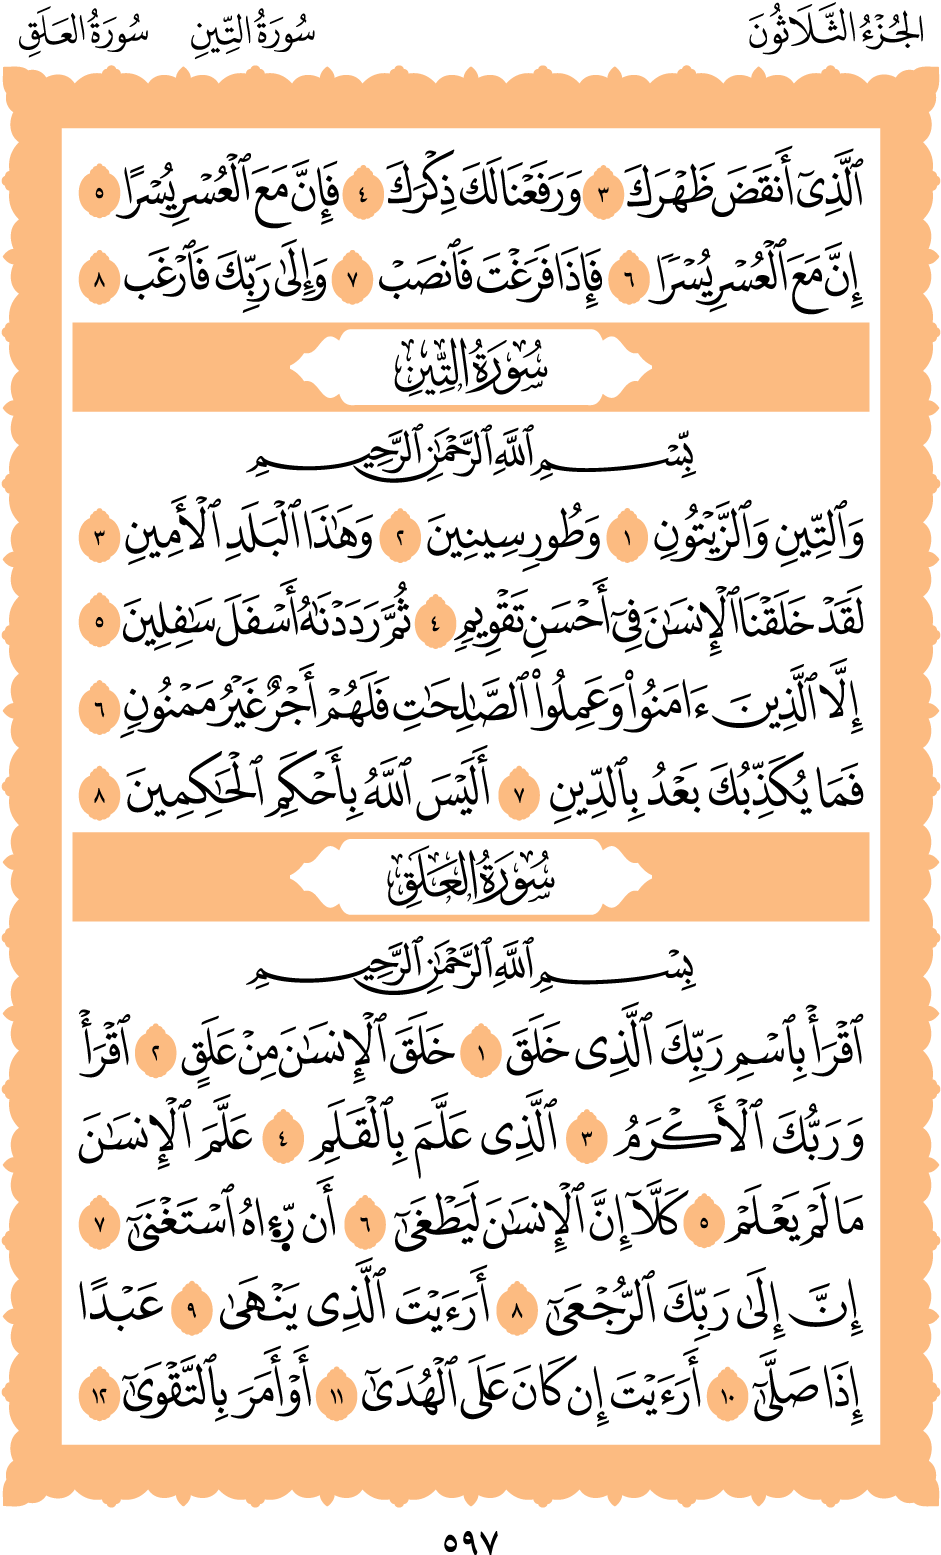 الجُزْءُ الثَّلَاثُونَ سُورَةُ التِّينِ سُورَةُ العَلَقِ
ٱلَّذِىٓ أَنقَضَ ظَهْرَكَ ٣ وَرَفَعْنَا لَكَ ذِكْرَكَ ٤ فَإِنَّ مَعَ ٱلْعُسْرِ يُسْرًا ٥
إِنَّ مَعَ ٱلْعُسْرِ يُسْرًا ٦ فَإِذَا فَرَغْتَ فَٱنصَبْ ٧ وَإِلَىٰ رَبِّكَ فَٱرْغَب ٨
سُورَةُ التِّينِ
بِّسْمِ ٱللَّهِ ٱلرَّحْمَٰنِ ٱلرَّحِيمِ
وَٱلتِّينِ وَٱلزَّيْتُونِ ١ وَطُورِ سِينِينَ ٢ وَهَٰذَا ٱلْبَلَدِ ٱلْأَمِينِ ٣
لَقَدْ خَلَقْنَا ٱلْإِنسَٰنَ فِىٓ أَحْسَنِ تَقْوِيمٍ ٤ ثُمَّ رَدَدْنَٰهُ أَسْفَلَ سَٰفِلِينَ ٥
إِلَّا ٱلَّذِينَ ءَامَنُوا۟ وَعَمِلُوا۟ ٱلصَّٰلِحَٰتِ فَلَهُمْ أَجْرٌ غَيْرُ مَمْنُونٍ ٦
فَمَا يُكَذِّبُكَ بَعْدُ بِٱلدِّينِ ٧ أَلَيْسَ ٱللَّهُ بِأَحْكَمِ ٱلْحَٰكِمِينَ ٨
سُورَةُ العَلَقِ
بِسْمِ ٱللَّهِ ٱلرَّحْمَٰنِ ٱلرَّحِيمِ
ٱقْرَأْ بِٱسْمِ رَبِّكَ ٱلَّذِى خَلَقَ ١ خَلَقَ ٱلْإِنسَٰنَ مِنْ عَلَقٍ ٢ ٱقْرَأْ
وَرَبُّكَ ٱلْأَكْرَمُ ٣ ٱلَّذِى عَلَّمَ بِٱلْقَلَمِ ٤ عَلَّمَ ٱلْإِنسَٰنَ
مَا لَمْ يَعْلَمْ ٥ كَلَّآ إِنَّ ٱلْإِنسَٰنَ لَيَطْغَىٰٓ ٦ أَن رَّءَاهُ ٱسْتَغْنَىٰٓ ٧
إِنَّ إِلَىٰ رَبِّكَ ٱلرُّجْعَىٰٓ ٨ أَرَءَيْتَ ٱلَّذِى يَنْهَىٰ ٩ عَبْدًا
إِذَا صَلَّىٰٓ ١٠ أَرَءَيْتَ إِن كَانَ عَلَى ٱلْهُدَىٰٓ ١١ أَوْ أَمَرَ بِٱلتَّقْوَىٰٓ ١٢
٥٩٧